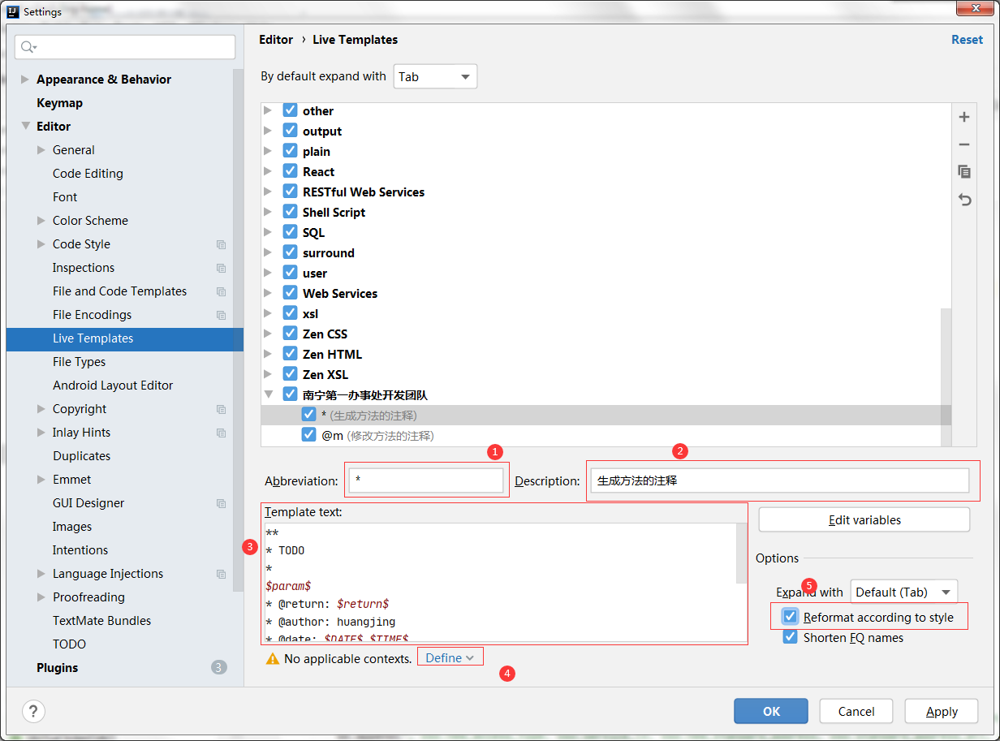 Settings
Appearance & Behavior
Keymap
Editor
General
Code Editing
Font
Color Scheme
Code Style
Inspections
File and Code Templates
File Encodings
Live Templates
File Types
Android Layout Editor
Copyright
Inlay Hints
Duplicates
Emmet
GUI Designer
Images
Intentions
Language Injections
Proofreading
TextMate Bundles
TODO
Plugins 3
Editor › Live Templates Reset
By default expand with Tab
other
output
plain
React
RESTful Web Services
Shell Script
SQL
surround
user
Web Services
xsl
Zen CSS
Zen HTML
Zen XSL
南宁第一办事处开发团队
* (生成方法的注释)
@m (修改方法的注释)
1 2
Abbreviation: * Description: 生成方法的注释
Template text:
3
**
* TODO
*
$param$
* @return: $return$
* @author: huangjing
* @date: $DATE$ $TIME$
Edit variables
Options
5
Expand with Default (Tab)
Reformat according to style
Shorten FQ names
No applicable contexts. Define
4
? OK Cancel Apply